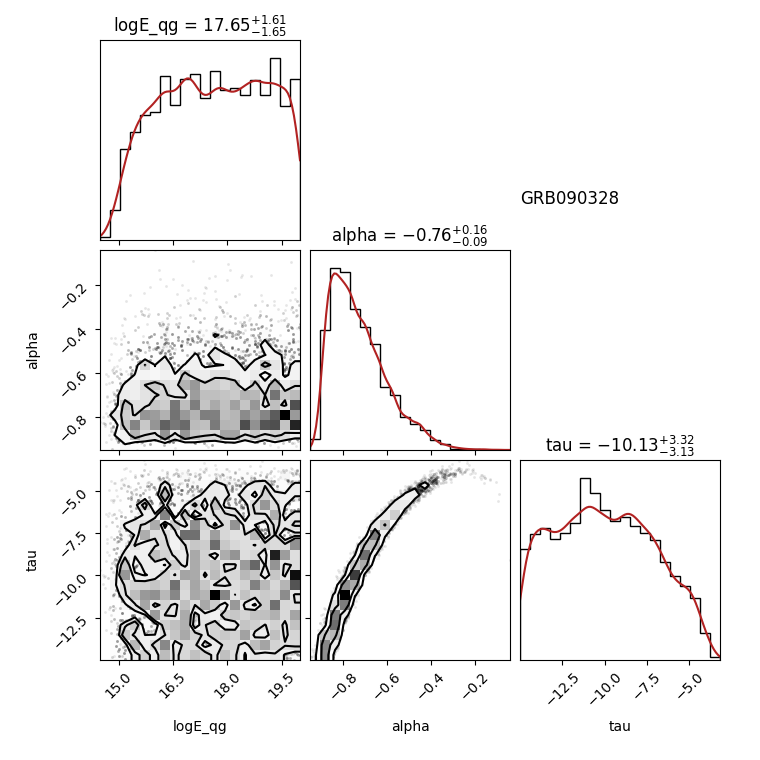 logE_qg = 17.65+1.61−1.65
GRB090328
alpha = −0.76+0.16−0.09
−0.2
−0.4
−0.6
−0.8
alpha
tau = −10.13+3.32−3.13
−5.0
−7.5
−10.0
−12.5
tau
15.0 16.5 18.0 19.5
−0.8 −0.6 −0.4 −0.2
−12.5 −10.0 −7.5 −5.0
logE_qg alpha tau